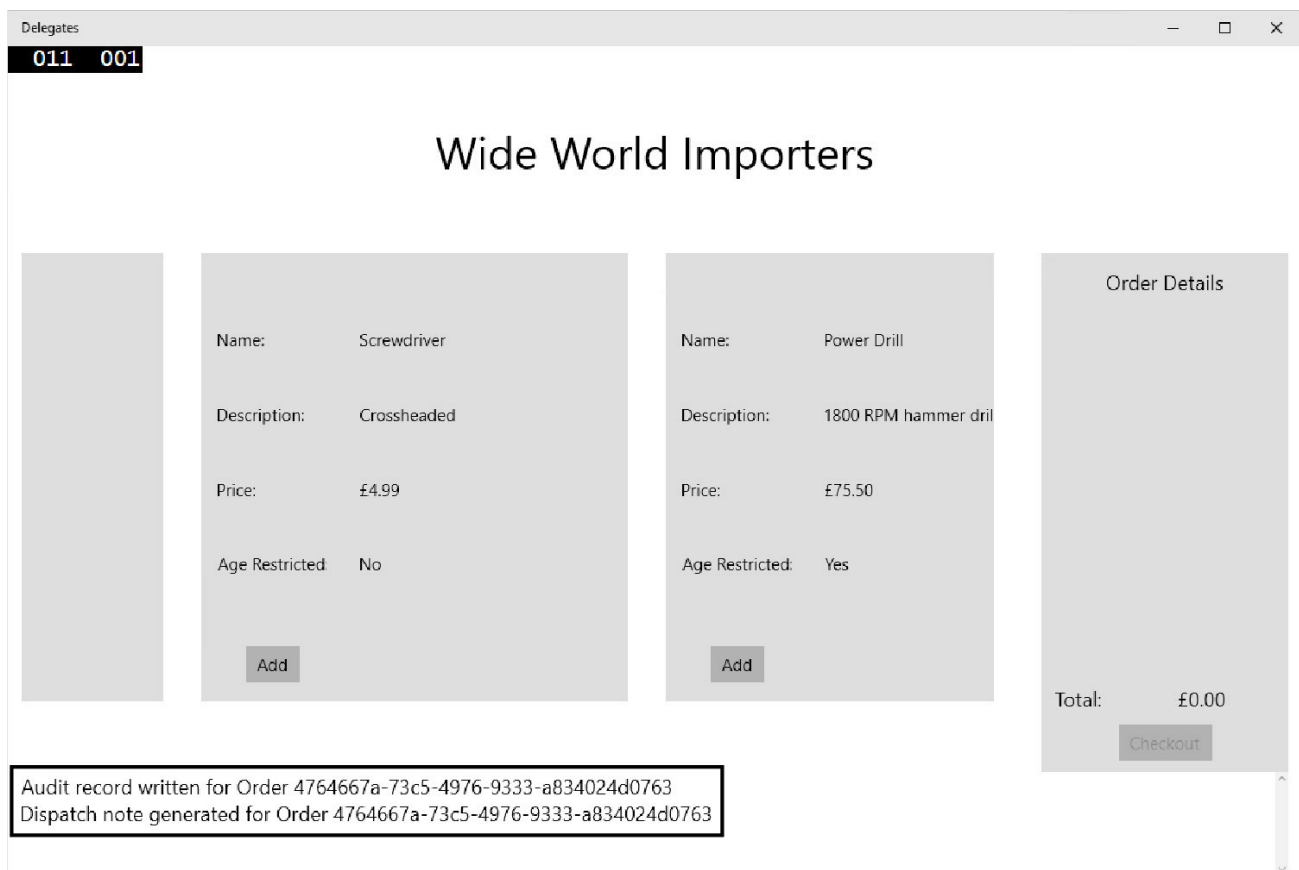 Delegates
011 001
Wide World Importers
Name: Screwdriver
Description: Crossheaded
Price: £4.99
Age Restricted: No
Add
Name: Power Drill
Description: 1800 RPM hammer dril
Price: £75.50
Age Restricted: Yes
Add
Order Details
Total: £0.00
Checkout
Audit record written for Order 4764667a-73c5-4976-9333-a834024d0763
Dispatch note generated for Order 4764667a-73c5-4976-9333-a834024d0763